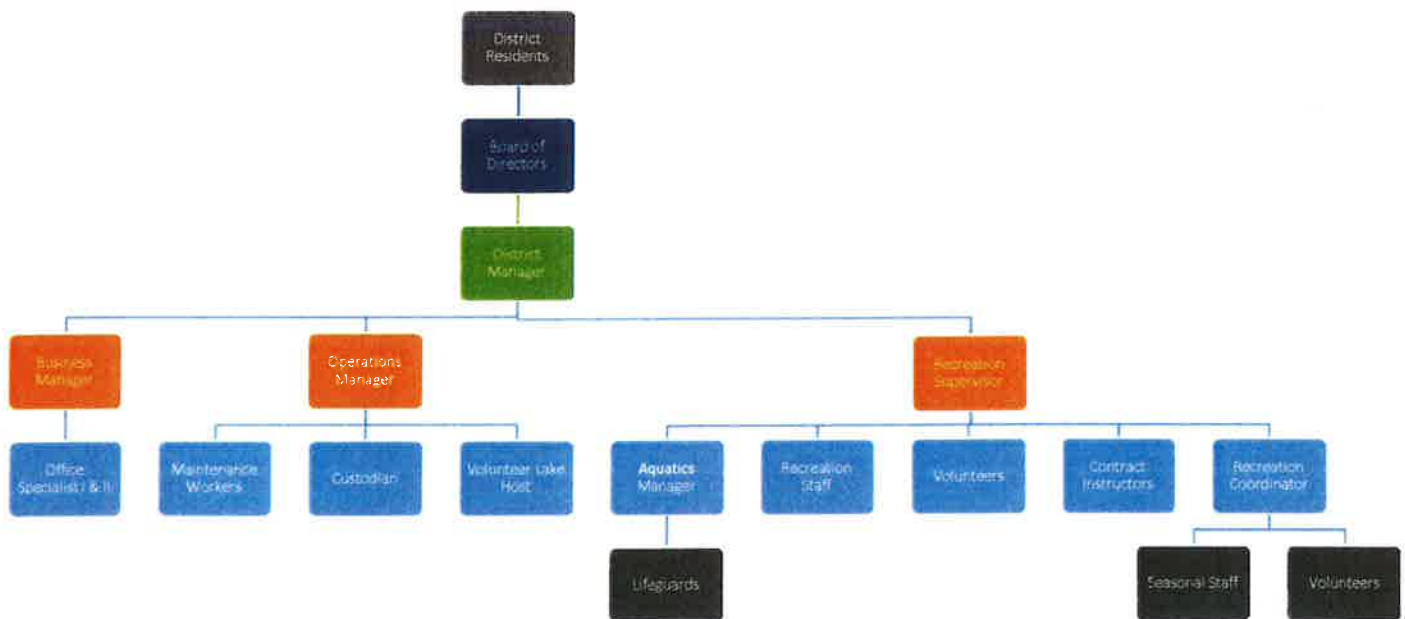 District
Residents
Board of
Directors
District
Manager
Business
Manager
Operations
Manager
Recreation
Supervisor
Office
Specialist I & II
Maintenance
Workers
Custodian
Volunteer Lake
Host
Aquatics
Manager
Recreation
Staff
Volunteers
Contract
Instructors
Recreation
Coordinator
Lifeguards
Seasonal Staff
Volunteers